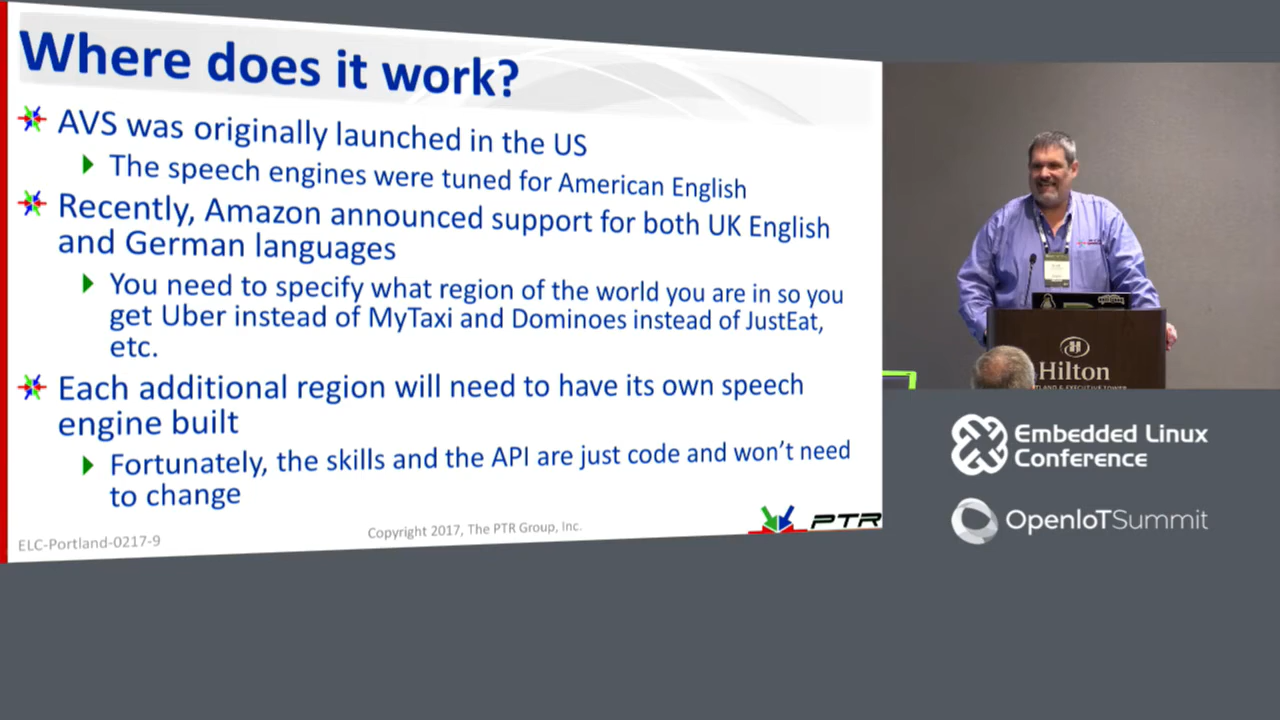 Where does it work?
AVS was originally launched in the US
The speech engines were tuned for American English
Recently, Amazon announced support for both UK English
and German languages
You need to specify what region of the world you are in so you
get Uber instead of MyTaxi and Dominoes instead of JustEat,
etc.
Each additional region will need to have its own speech
engine built
Fortunately, the skills and the API are just code and won't need
to change
ELC-Portland-0217-9
Copyright 2017, The PTR Group, Inc.
PTR
Hilton
& EXECUTIVE TOWER
Embedded Linux
Conference
OpenIoTSummit